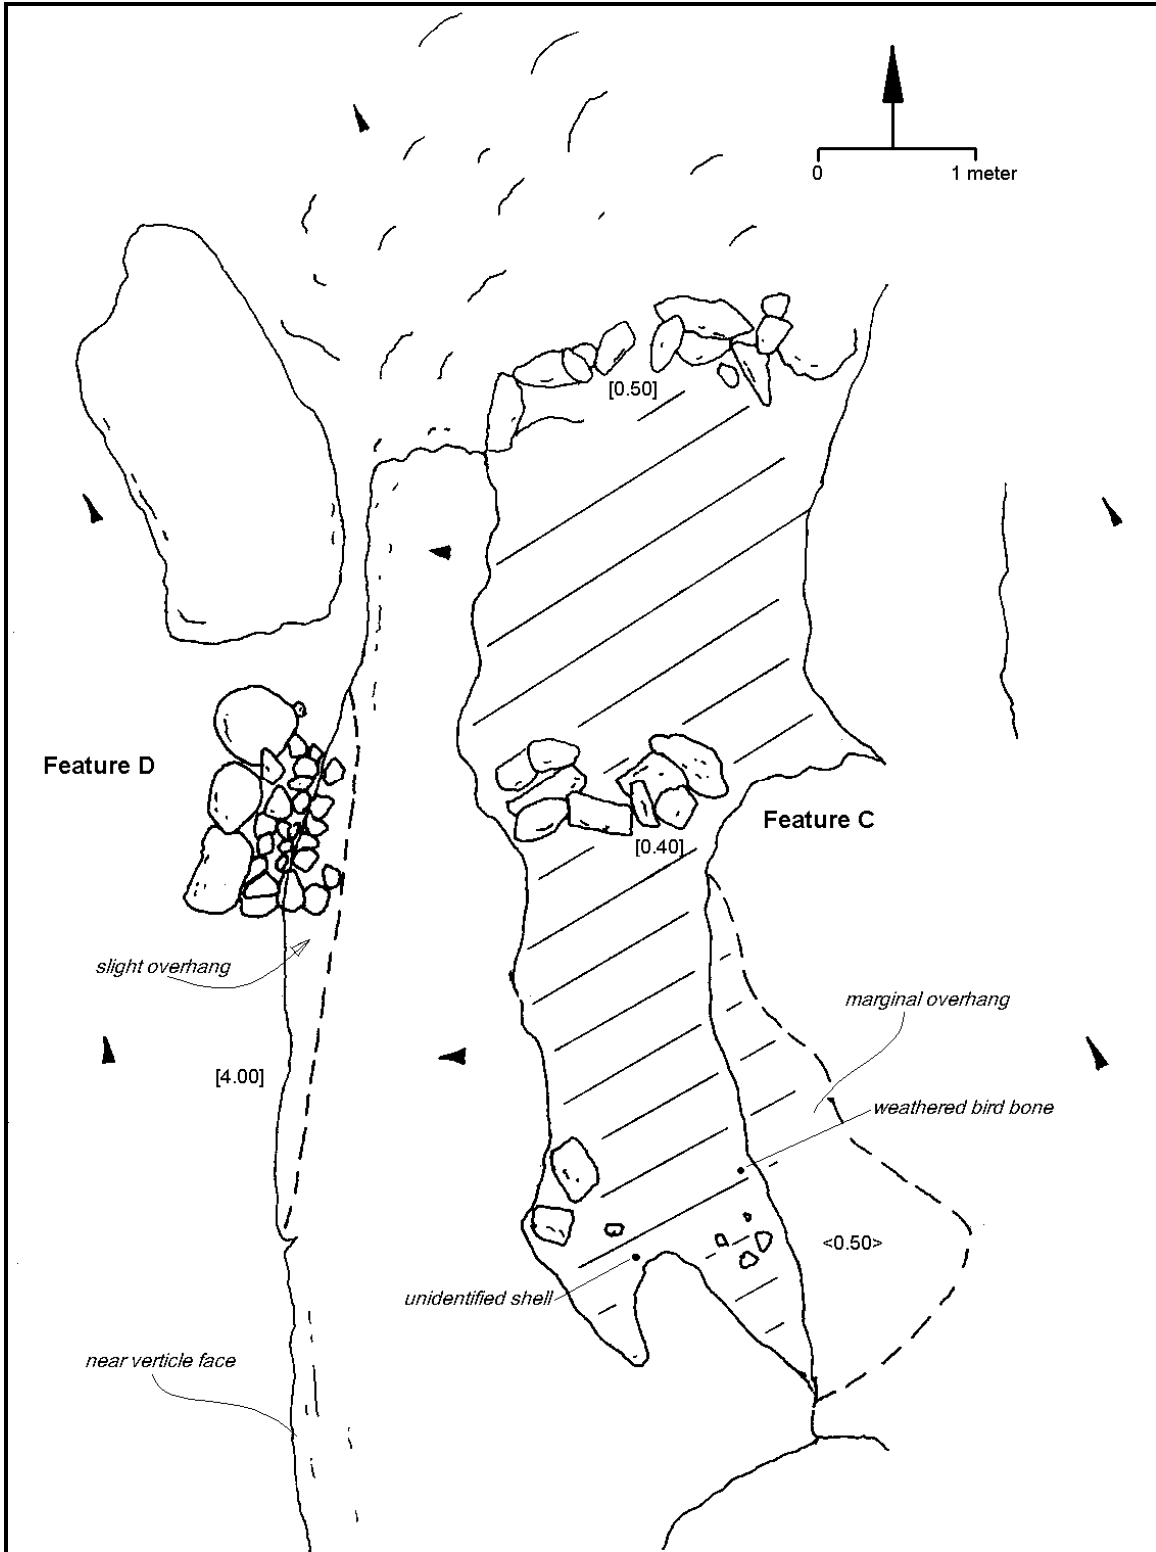 0 1 meter
[0.50]
Feature D
Feature C
[0.40]
slight overhang
marginal overhang
[4.00]
weathered bird bone
<0.50>
unidentified shell
near verticle face